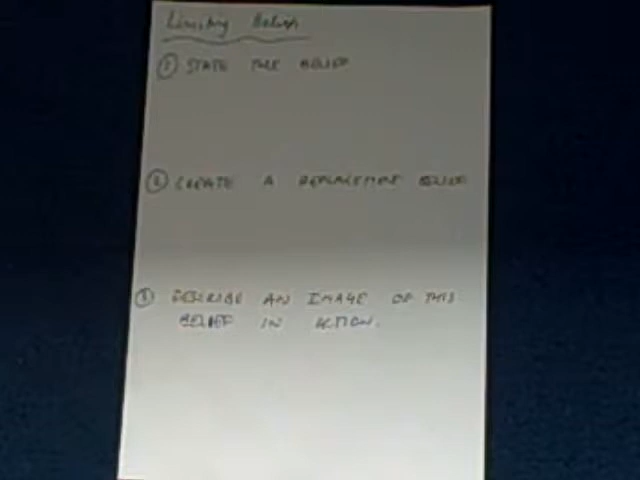 Limiting Beliefs
① STATE THE BELIEF
② CREATE A REPLACEMENT BELIEF
③ DESCRIBE AN IMAGE OF THIS
BELIEF IN ACTION.